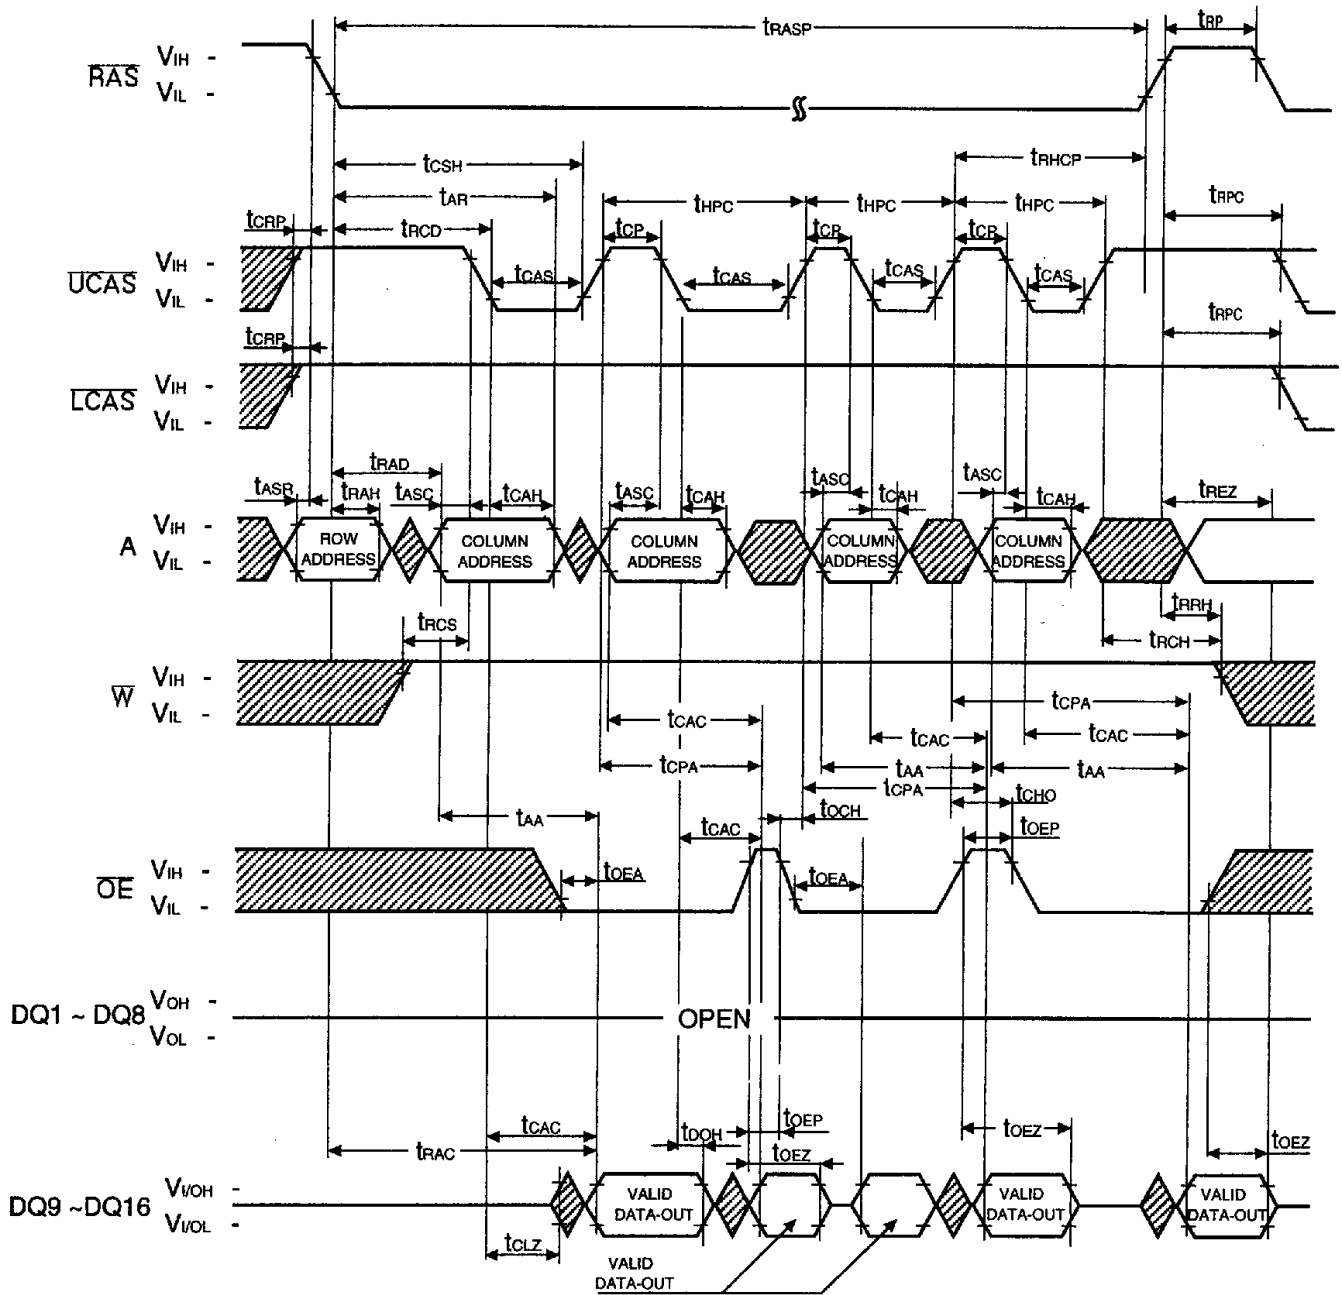 tRASP
tRP
RAS
VIH -
VIL -
tCSH
tRHCP
tAR
tHPC
tHPC
tHPC
tRPC
tCRP
tRCD
tCP
tCP
tCP
UCAS
VIH -
VIL -
tCAS
tCAS
tCAS
tCAS
tCRP
tRPC
LCAS
VIH -
VIL -
tRAD
tASR
tRAH
tASC
tCAH
tASC
tCAH
tASC
tCAH
tASC
tCAH
tREZ
A
VIH -
VIL -
ROW
ADDRESS
COLUMN
ADDRESS
COLUMN
ADDRESS
COLUMN
ADDRESS
COLUMN
ADDRESS
tRCS
tRRH
tRCH
W
VIH -
VIL -
tCPA
tCAC
tCAC
tCAC
tCPA
tAA
tAA
tCPA
tCHO
tAA
tCAC
tOCH
tOEP
OE
VIH -
VIL -
tOEA
tOEA
DQ1 ~ DQ8
VOH -
VOL -
OPEN
tCAC
tRAC
tDOH
tOEP
tOEZ
tOEZ
tOEZ
DQ9 ~DQ16
VI/OH -
VI/OL -
VALID
DATA-OUT
VALID
DATA-OUT
VALID
DATA-OUT
tCLZ
VALID
DATA-OUT